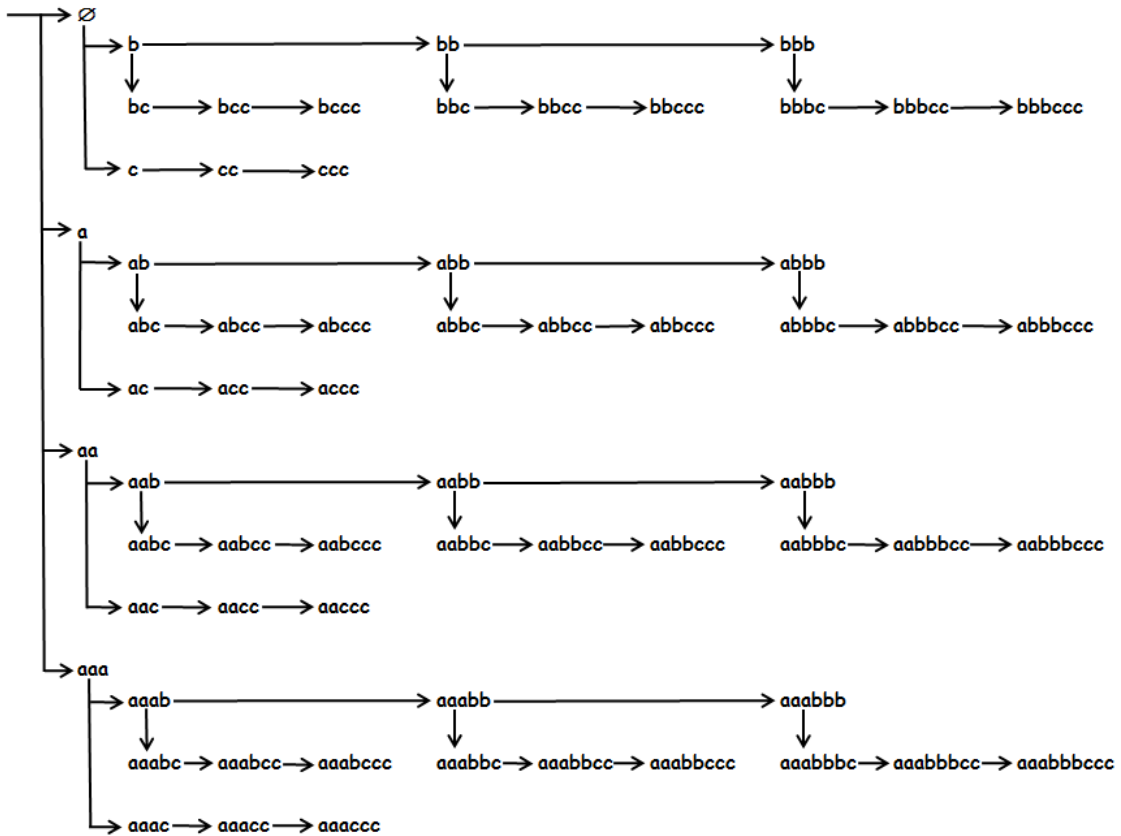 ∅
b bb bbb
bc bcc bccc bbc bbcc bbccc bbbc bbbcc bbbccc
c cc ccc
a
ab abb abbb
abc abcc abccc abbc abbcc abbccc abbbc abbbcc abbbccc
ac acc accc
aa
aab aabb aabbb
aabc aabcc aabccc aabbc aabbcc aabbccc aabbbc aabbbcc aabbbccc
aac aacc aaccc
aaa
aaab aaabb aaabbb
aaabc aaabcc aaabccc aaabbc aaabbcc aaabbccc aaabbbc aaabbbcc aaabbbccc
aaac aaacc aaaccc